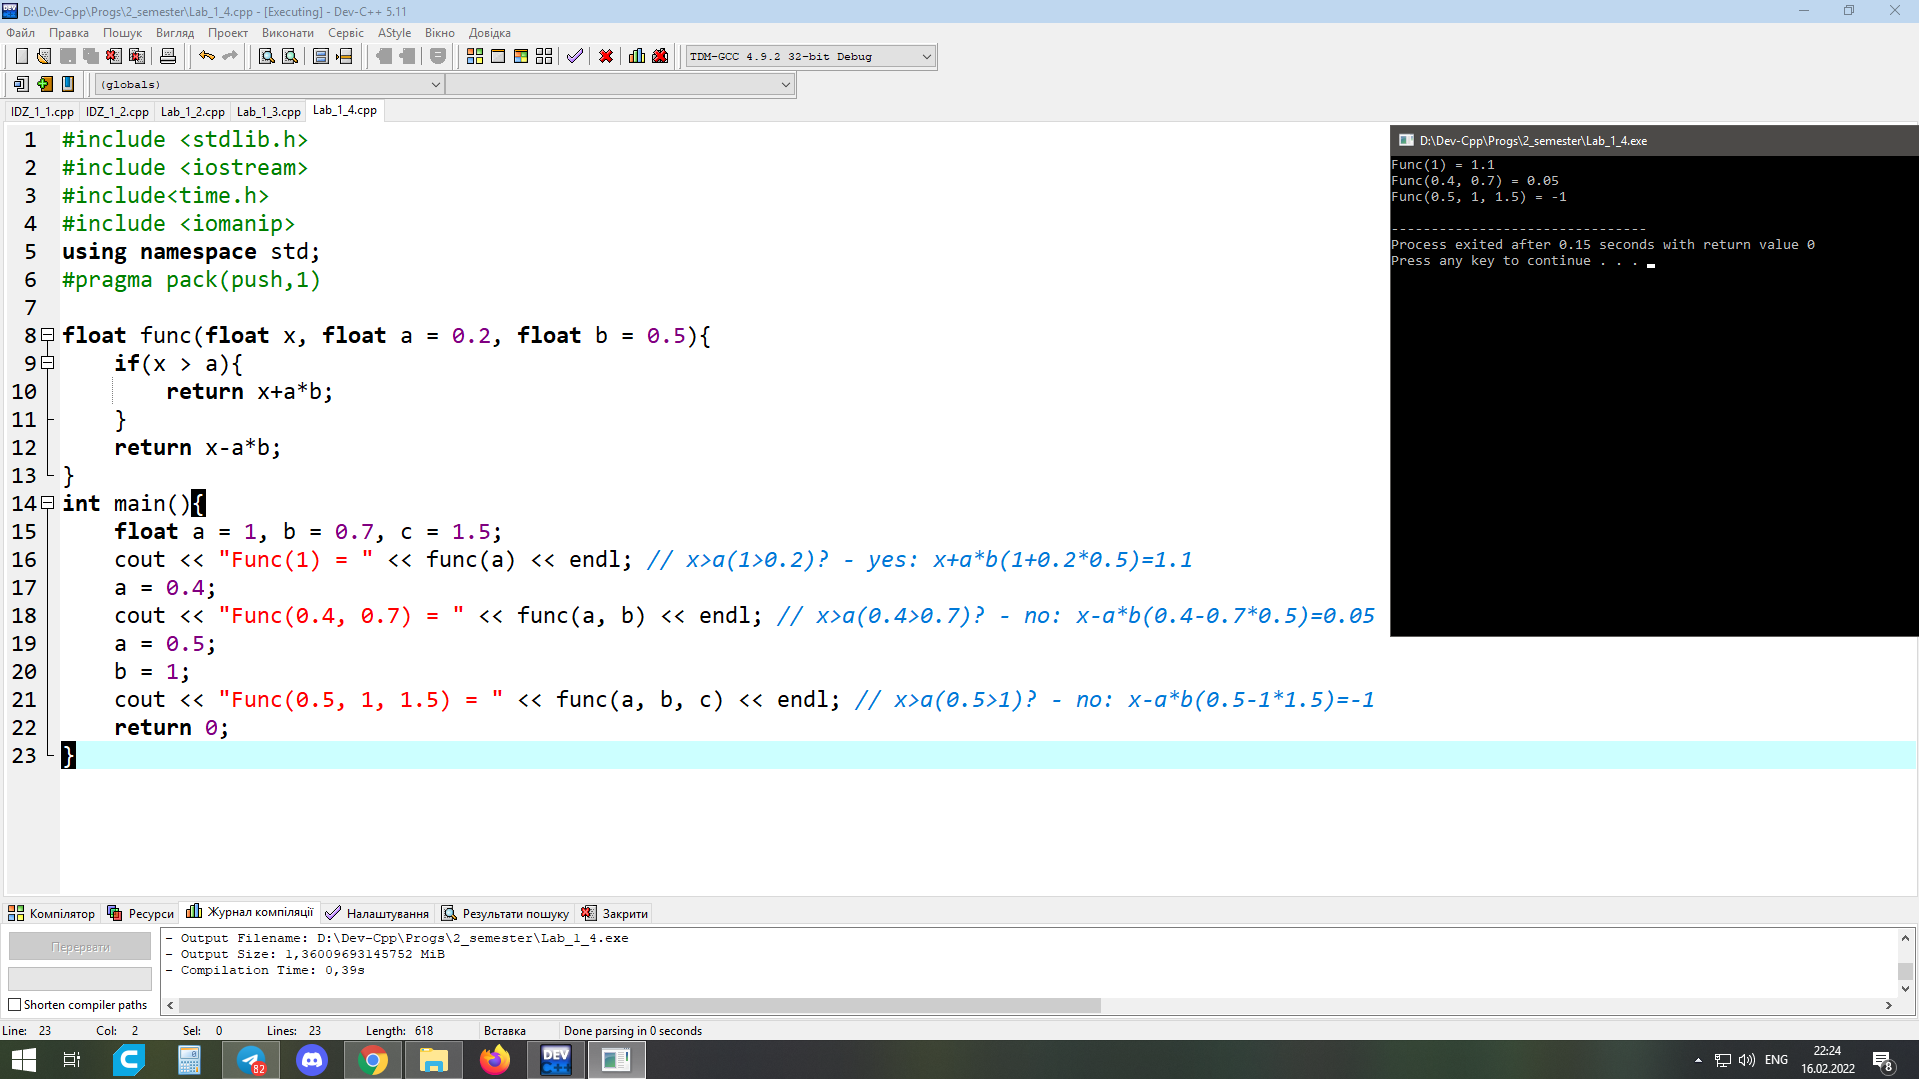 D:\Dev-Cpp\Progs\2_semester\Lab_1_4.cpp - [Executing] - Dev-C++ 5.11
Файл Правка Пошук Вигляд Проект Виконати Сервіс AStyle Вікно Довідка
TDM-GCC 4.9.2 32-bit Debug
(globals)
IDZ_1_1.cpp IDZ_1_2.cpp Lab_1_2.cpp Lab_1_3.cpp Lab_1_4.cpp
1 #include <stdlib.h>
2 #include <iostream>
3 #include<time.h>
4 #include <iomanip>
5 using namespace std;
6 #pragma pack(push,1)
7
8 float func(float x, float a = 0.2, float b = 0.5){
9 if(x > a){
10 return x+a*b;
11 }
12 return x-a*b;
13 }
14 int main(){
15 float a = 1, b = 0.7, c = 1.5;
16 cout << "Func(1) = " << func(a) << endl; // x>a(1>0.2)? - yes: x+a*b(1+0.2*0.5)=1.1
17 a = 0.4;
18 cout << "Func(0.4, 0.7) = " << func(a, b) << endl; // x>a(0.4>0.7)? - no: x-a*b(0.4-0.7*0.5)=0.05
19 a = 0.5;
20 b = 1;
21 cout << "Func(0.5, 1, 1.5) = " << func(a, b, c) << endl; // x>a(0.5>1)? - no: x-a*b(0.5-1*1.5)=-1
22 return 0;
23 }
D:\Dev-Cpp\Progs\2_semester\Lab_1_4.exe
Func(1) = 1.1
Func(0.4, 0.7) = 0.05
Func(0.5, 1, 1.5) = -1
--------------------------------
Process exited after 0.15 seconds with return value 0
Press any key to continue . . .
Компілятор Ресурси Журнал компіляції Налаштування Результати пошуку Закрити
Перервати
Shorten compiler paths
- Output Filename: D:\Dev-Cpp\Progs\2_semester\Lab_1_4.exe
- Output Size: 1,36009693145752 MiB
- Compilation Time: 0,39s
Line: 23 Col: 2 Sel: 0 Lines: 23 Length: 618 Вставка Done parsing in 0 seconds
82
DEV C++
ENG
22:24
16.02.2022
8